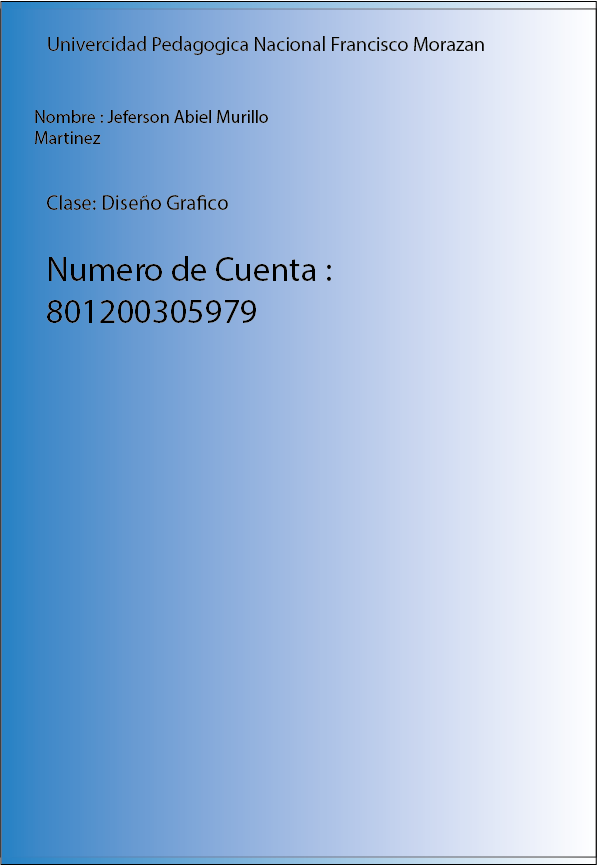 Univercidad Pedagogica Nacional Francisco Morazan
Nombre : Jeferson Abiel Murillo
Martinez
Clase: Diseño Grafico
Numero de Cuenta :
801200305979